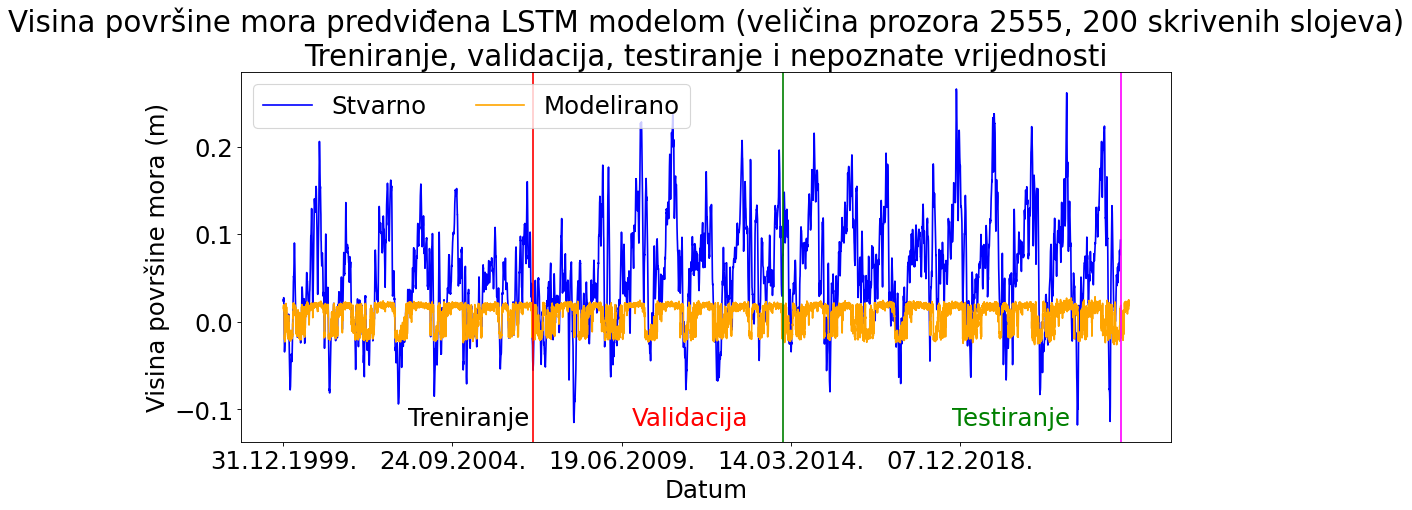 Visina površine mora predviđena LSTM modelom (veličina prozora 2555, 200 skrivenih slojeva)
Treniranje, validacija, testiranje i nepoznate vrijednosti
Stvarno
Modelirano
Visina površine mora (m)
0.2
0.1
0.0
−0.1
Treniranje
Validacija
Testiranje
31.12.1999.
24.09.2004.
19.06.2009.
14.03.2014.
07.12.2018.
Datum